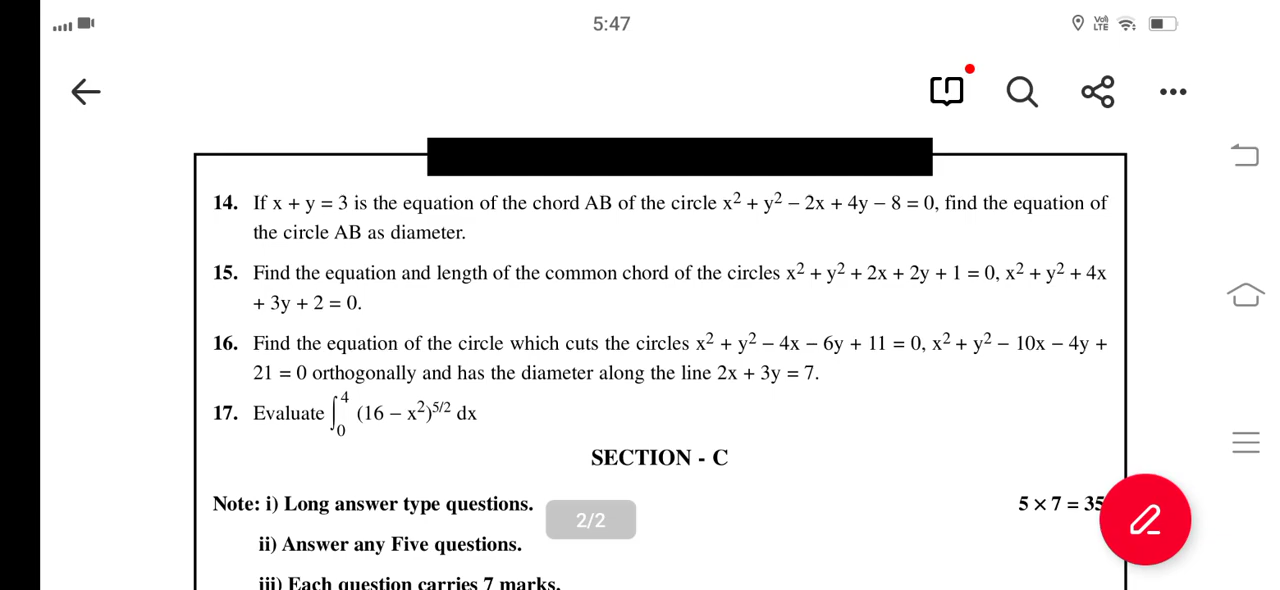 5:47
Vo) LTE
14. If x + y = 3 is the equation of the chord AB of the circle x² + y² – 2x + 4y – 8 = 0, find the equation of
the circle AB as diameter.
15. Find the equation and length of the common chord of the circles x² + y² + 2x + 2y + 1 = 0, x² + y² + 4x
+ 3y + 2 = 0.
16. Find the equation of the circle which cuts the circles x² + y² – 4x – 6y + 11 = 0, x² + y² – 10x – 4y +
21 = 0 orthogonally and has the diameter along the line 2x + 3y = 7.
17. Evaluate ∫₀⁴ (16 – x²)^5/2 dx
SECTION - C
Note: i) Long answer type questions. 5 × 7 = 35
2/2
ii) Answer any Five questions.
iii) Each question carries 7 marks.